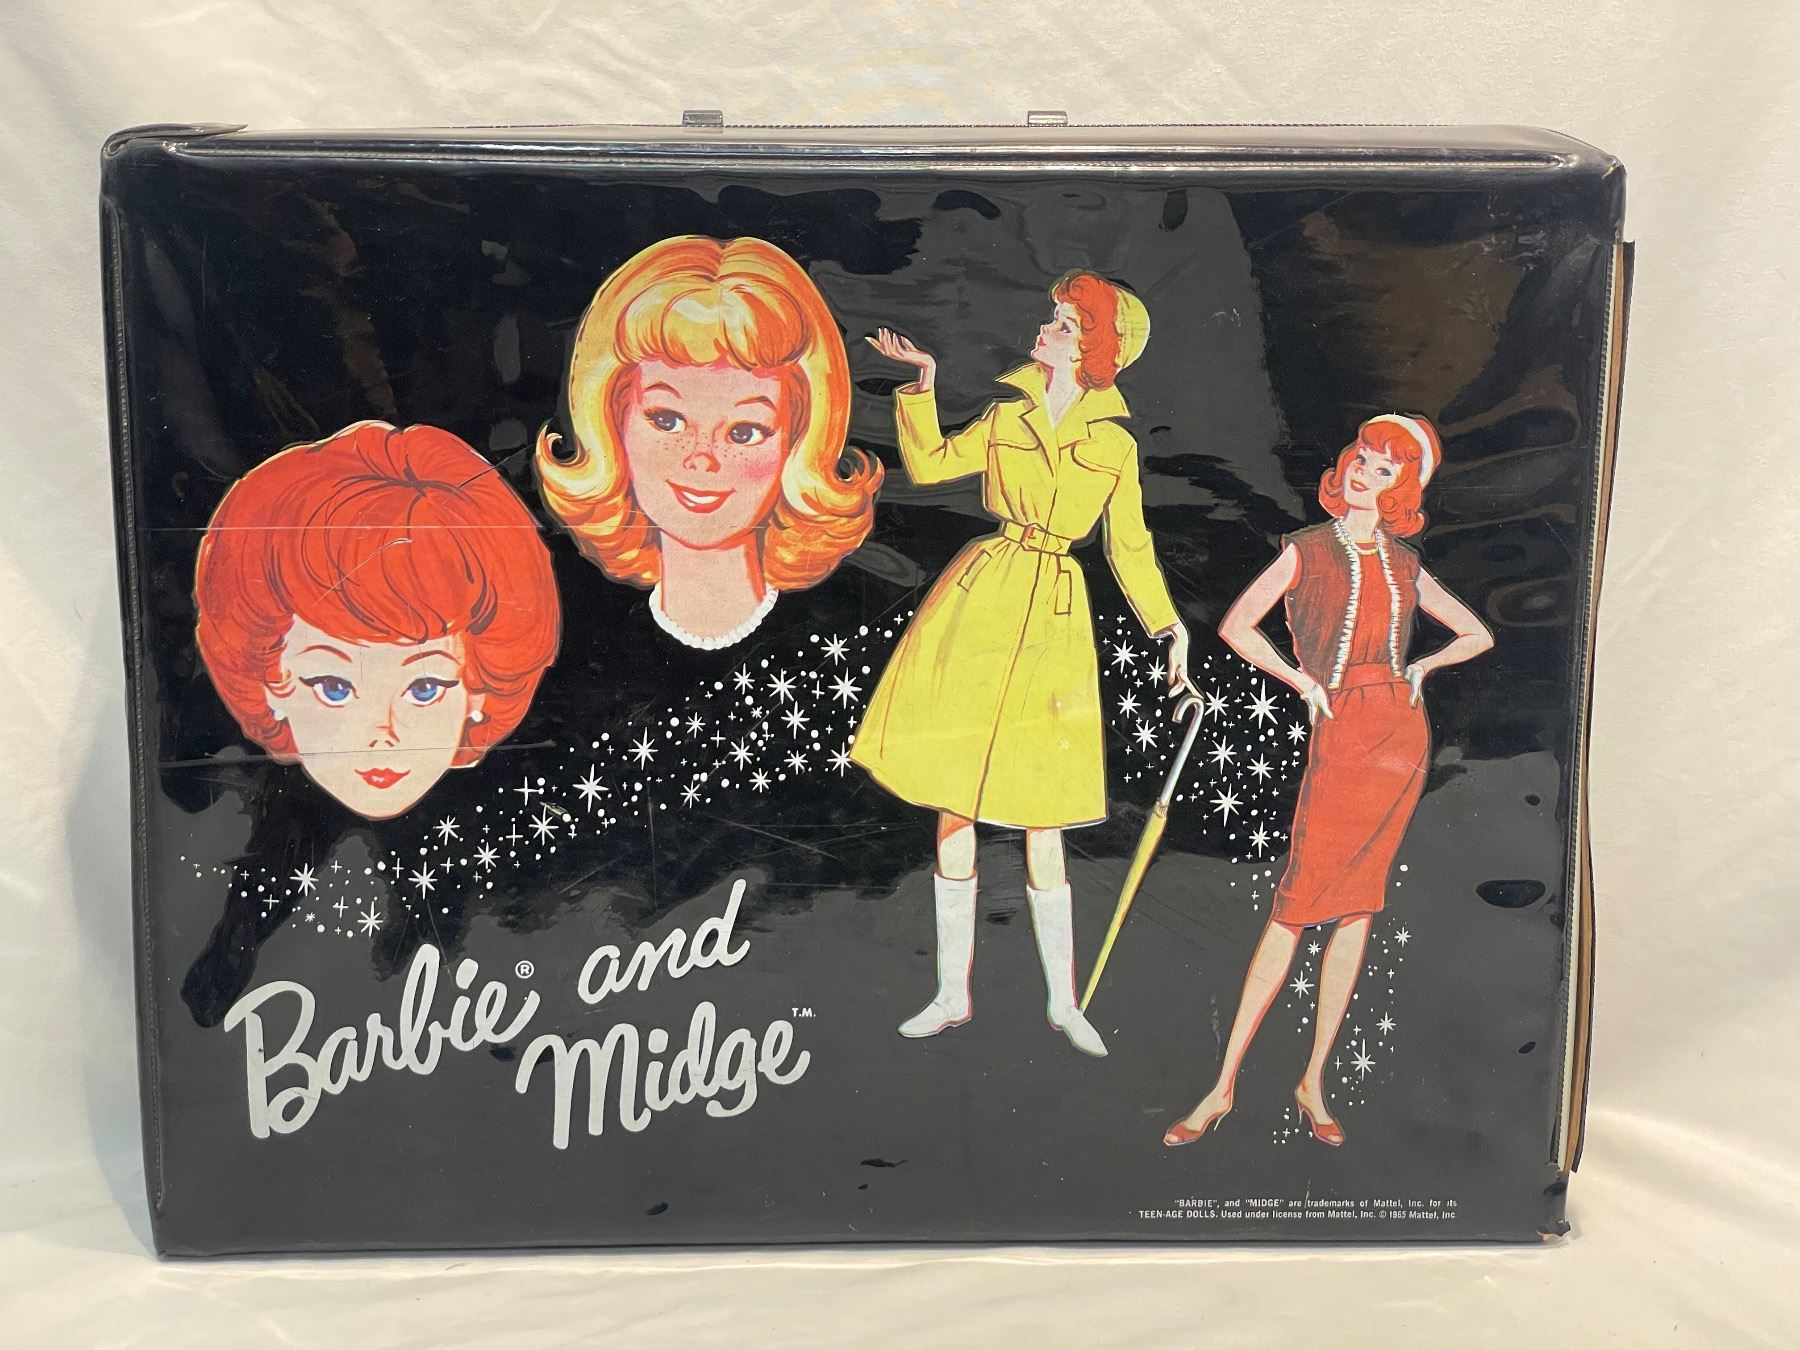 Barbie® and
Midge T.M.
"BARBIE", and "MIDGE" are trademarks of Mattel, Inc. for its
TEEN-AGE DOLLS. Used under license from Mattel, Inc. © 1965 Mattel, Inc